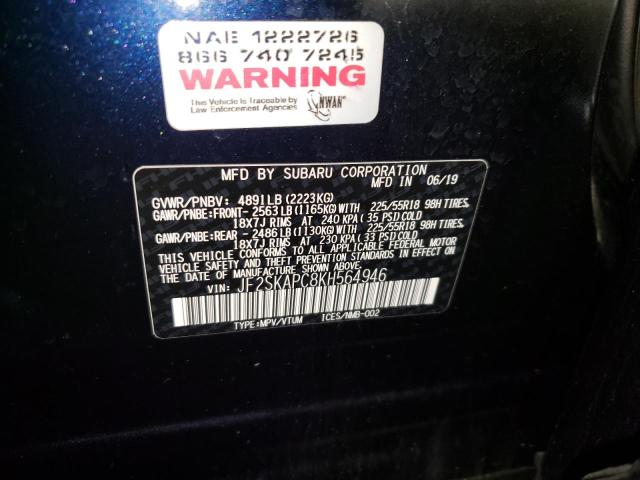 NAE 1222726
866 740 7245
WARNING
This Vehicle is Traceable by
Law Enforcement Agencies
NWAN
MFD BY SUBARU CORPORATION
MFD IN 06/19
GVWR/PNBV: 4891LB(2223KG)
GAWR/PNBE:FRONT-2563LB(1165KG)WITH 225/55R18 98H TIRES,
18X7J RIMS AT 240 KPA(35 PSI)COLD
GAWR/PNBE:REAR -2486LB(1130KG)WITH 225/55R18 98H TIRES,
18X7J RIMS AT 230 KPA(33 PSI)COLD
THIS VEHICLE CONFORMS TO ALL APPLICABLE FEDERAL MOTOR
VEHICLE SAFETY AND THEFT PREVENTION STANDARDS IN EFFECT ON
THE DATE OF MANUFACTURE SHOWN ABOVE.
VIN: JF2SKAPC8KH564946
TYPE:MPV/VTUM ICES/NMB-002